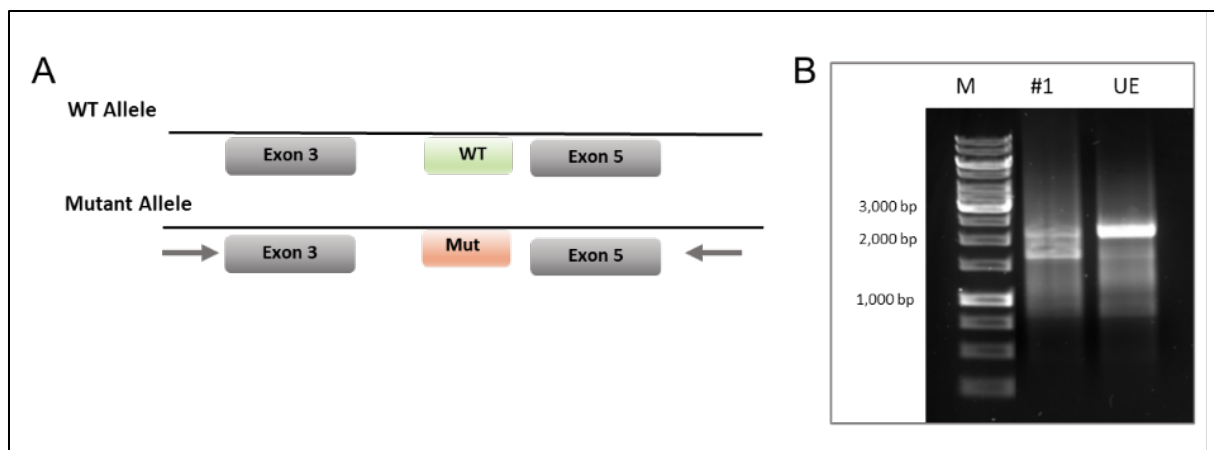 A
WT Allele
Exon 3 WT Exon 5
Mutant Allele
Exon 3 Mut Exon 5
B
M #1 UE
3,000 bp
2,000 bp
1,000 bp